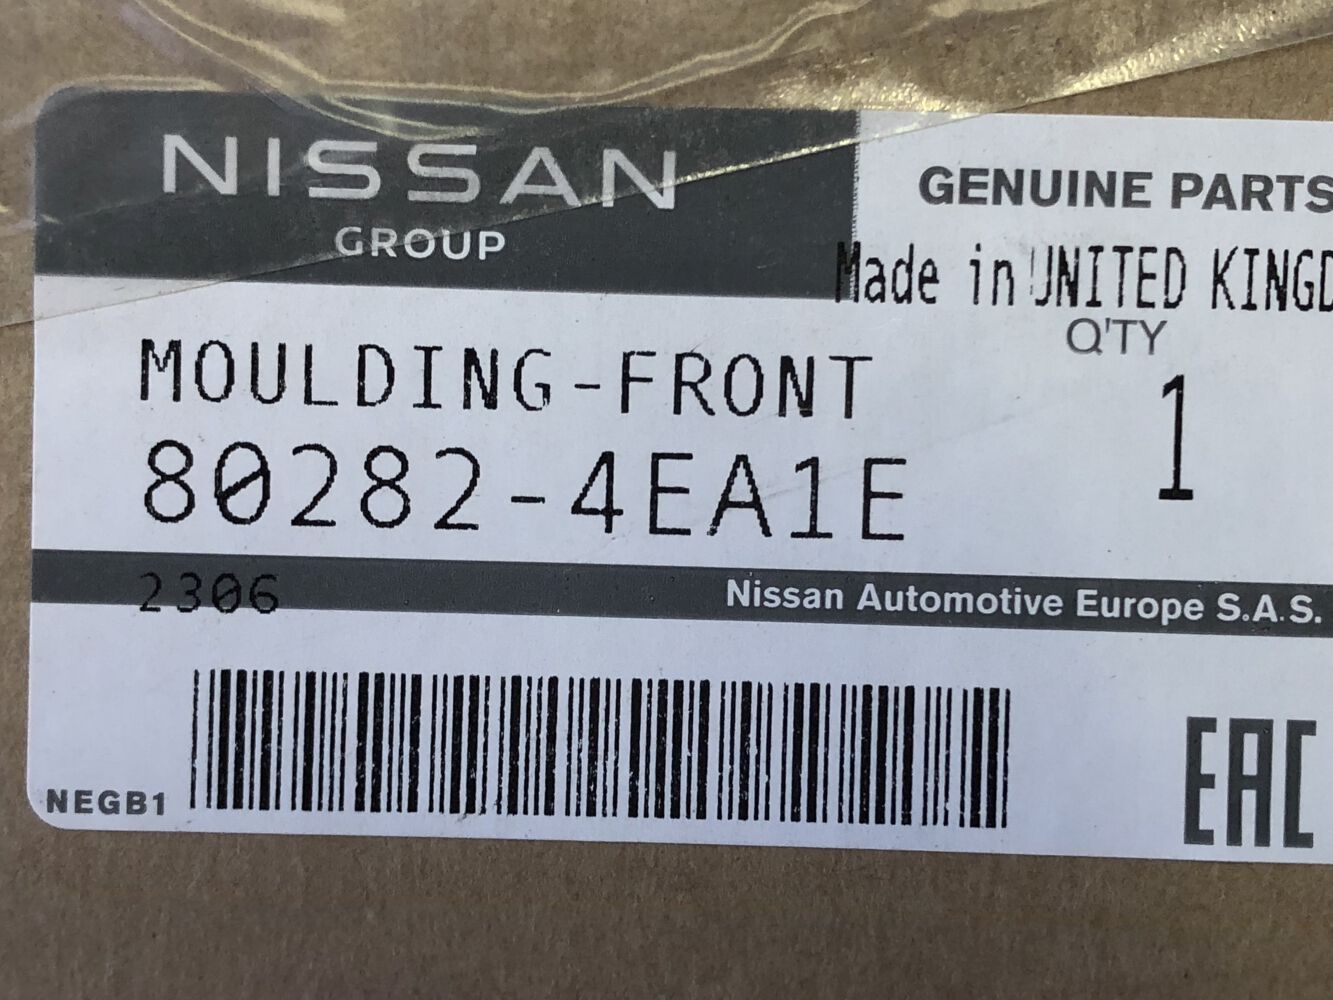 NISSAN
GROUP
GENUINE PARTS
Made in UNITED KINGD
Q'TY
MOULDING-FRONT
1
80282-4EA1E
2306
Nissan Automotive Europe S.A.S.
NEGB1
EAC